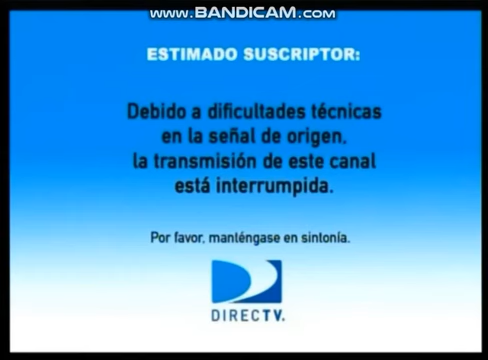 WWW.BANDICAM.COM
ESTIMADO SUSCRIPTOR:
Debido a dificultades técnicas
en la señal de origen,
la transmisión de este canal
está interrumpida.
Por favor, manténgase en sintonía.
DIRECTV.